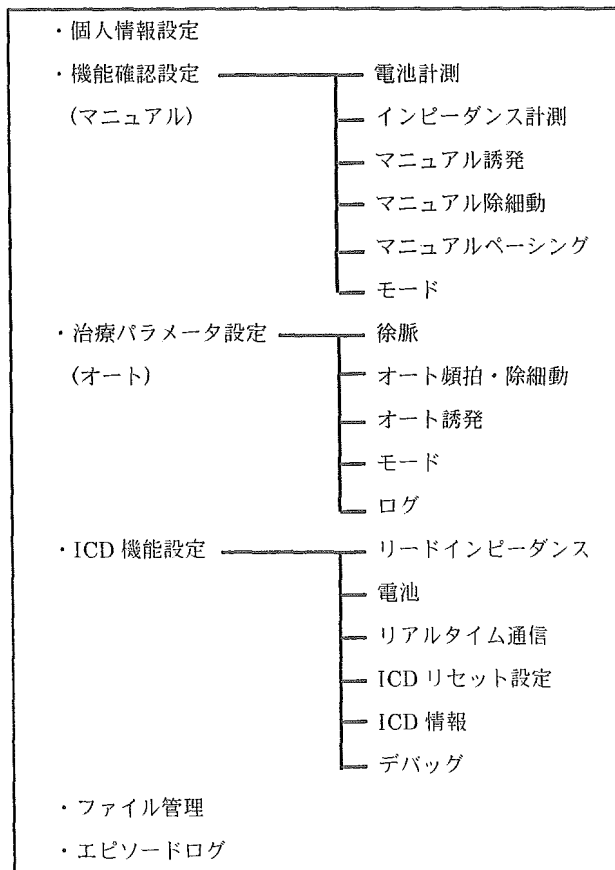 ・個人情報設定
・機能確認設定 電池計測
(マニュアル) インピーダンス計測
マニュアル誘発
マニュアル除細動
マニュアルペーシング
モード
・治療パラメータ設定 徐脈
(オート) オート頻拍・除細動
オート誘発
モード
ログ
・ICD 機能設定 リードインピーダンス
電池
リアルタイム通信
ICD リセット設定
ICD 情報
デバッグ
・ファイル管理
・エピソードログ